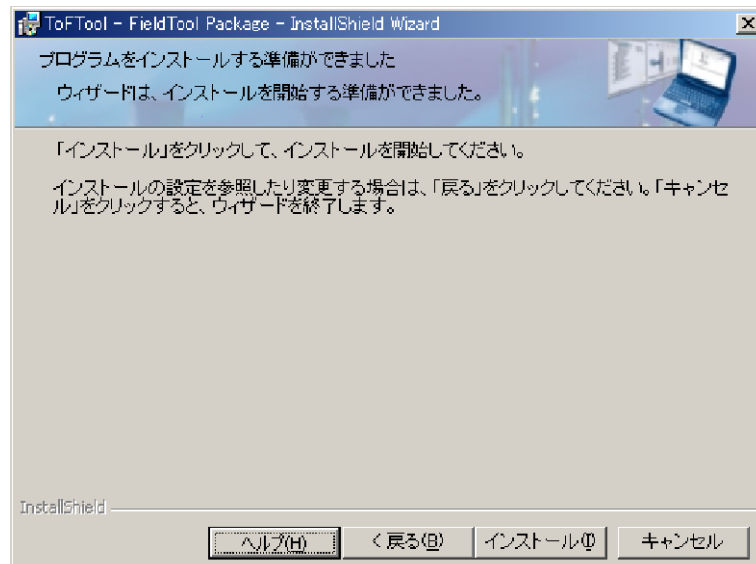 ToFTool - FieldTool Package - InstallShield Wizard
プログラムをインストールする準備ができました
ウィザードは、インストールを開始する準備ができました。
「インストール」をクリックして、インストールを開始してください。
インストールの設定を参照したり変更する場合は、「戻る」をクリックしてください。「キャンセ
ル」をクリックすると、ウィザードを終了します。
InstallShield
ヘルプ(H)
< 戻る(B)
インストール(I)
キャンセル